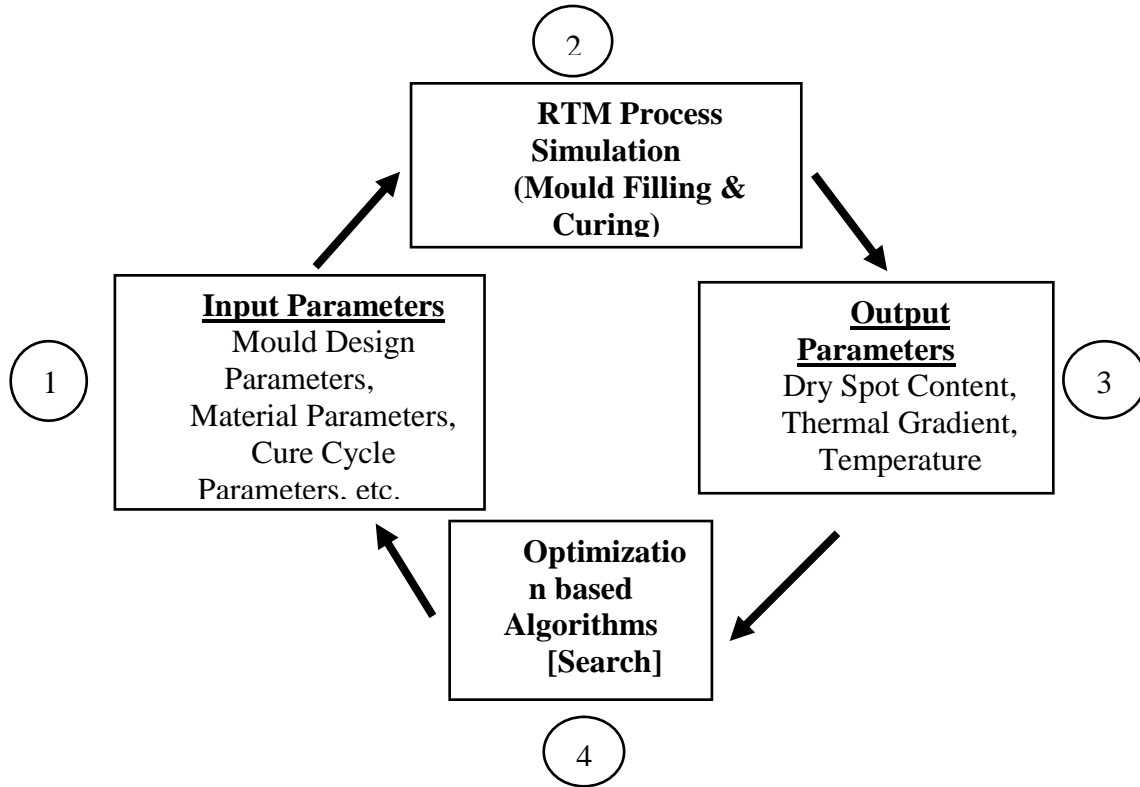 2
RTM Process
Simulation
(Mould Filling &
Curing)
1
Input Parameters
Mould Design
Parameters,
Material Parameters,
Cure Cycle
Parameters, etc.
Output
Parameters
Dry Spot Content,
Thermal Gradient,
Temperature
3
Optimizatio
n based
Algorithms
[Search]
4